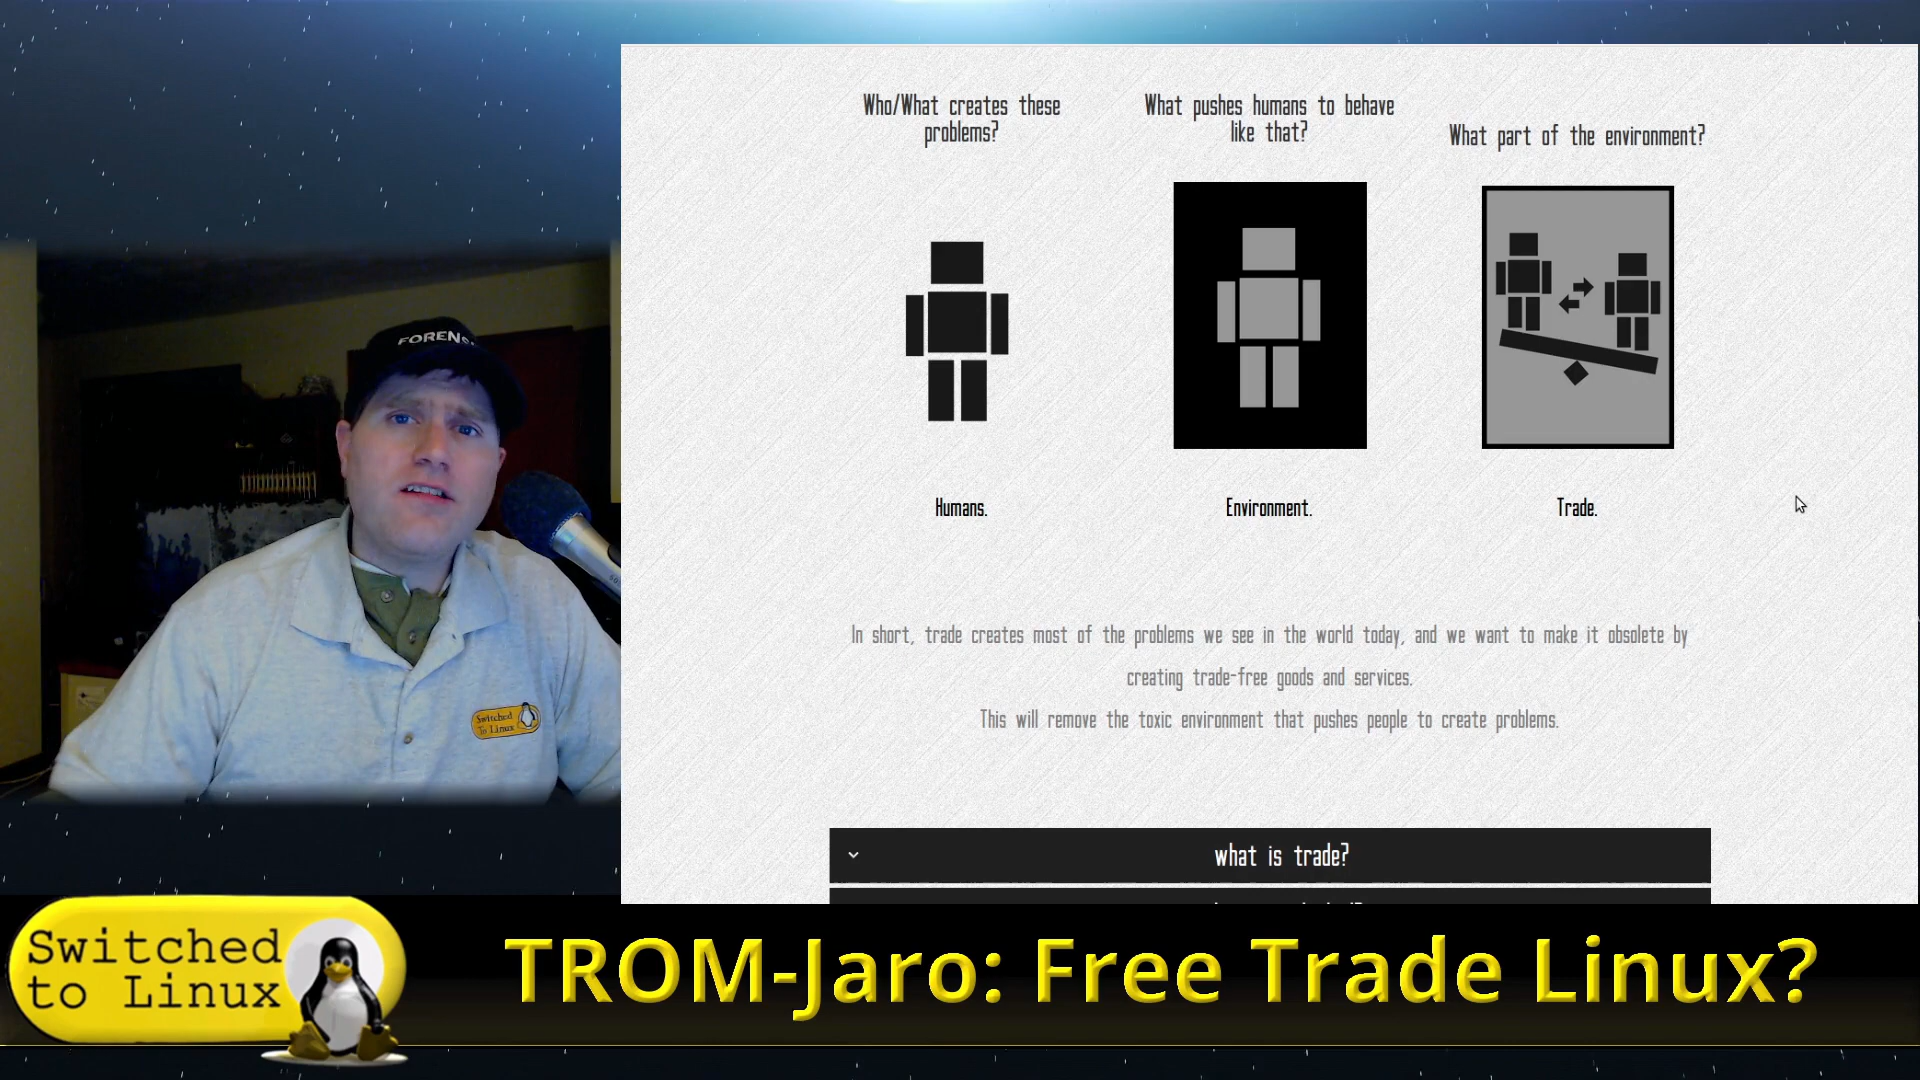 Who/What creates these
problems?
What pushes humans to behave
like that?
What part of the environment?
Humans.
Environment.
Trade.
In short, trade creates most of the problems we see in the world today, and we want to make it obsolete by
creating trade-free goods and services.
This will remove the toxic environment that pushes people to create problems.
what is trade?
Switched
To Linux
Switched
to Linux
TROM-Jaro: Free Trade Linux?